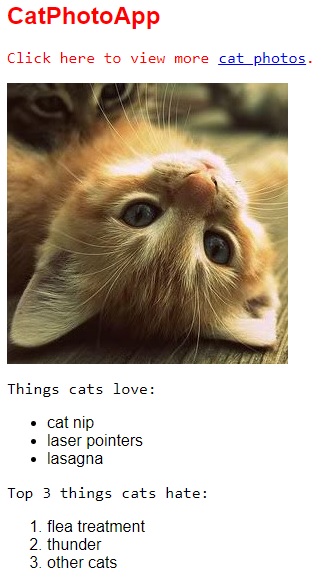 CatPhotoApp
Click here to view more cat photos.
Things cats love:
• cat nip
• laser pointers
• lasagna
Top 3 things cats hate:
1. flea treatment
2. thunder
3. other cats